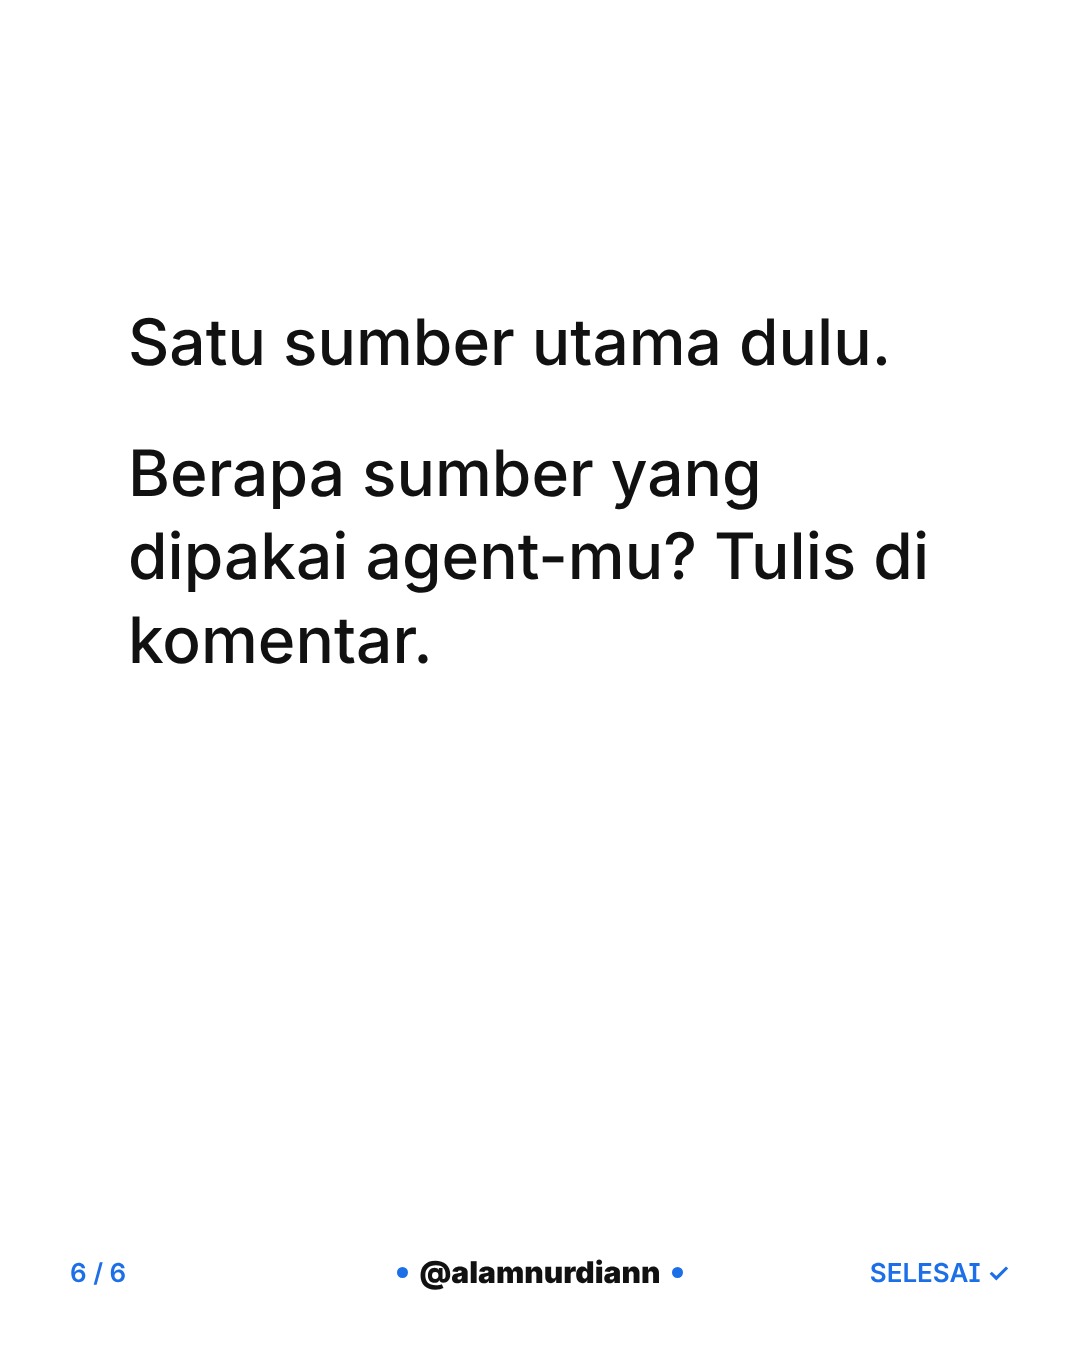 Satu sumber utama dulu.
Berapa sumber yang
dipakai agent-mu? Tulis di
komentar.
6 / 6
• @alamnurdiann •
SELESAI ✓